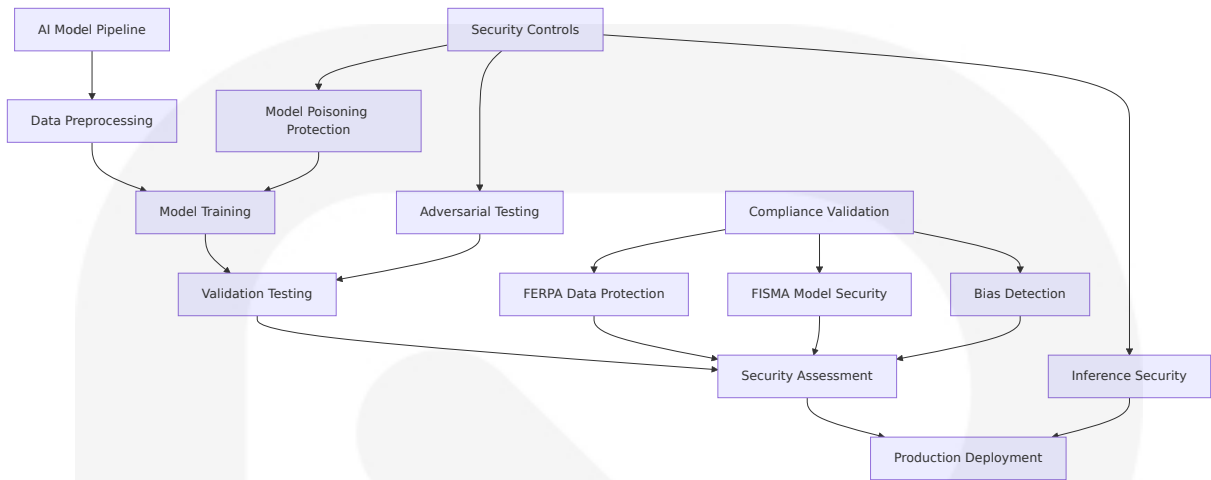 AI Model Pipeline
Security Controls
Data Preprocessing
Model Poisoning
Protection
Model Training
Adversarial Testing
Compliance Validation
Validation Testing
FERPA Data Protection
FISMA Model Security
Bias Detection
Security Assessment
Inference Security
Production Deployment